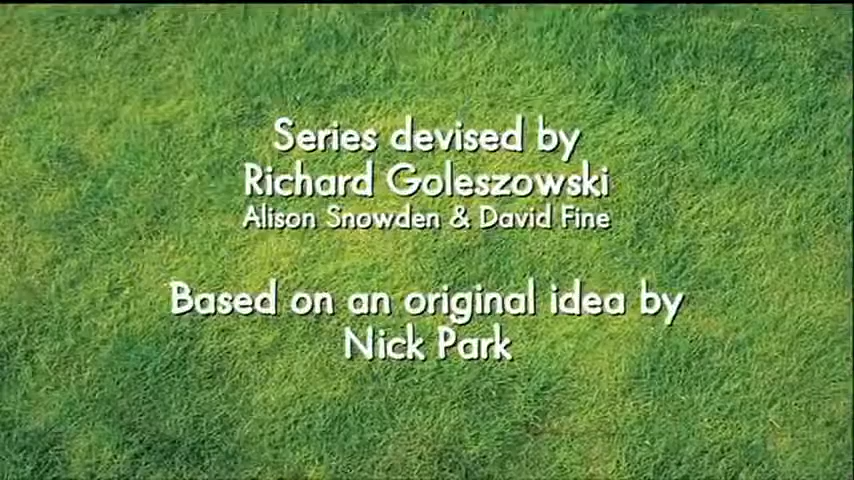 Series devised by
Richard Goleszowski
Alison Snowden & David Fine
Based on an original idea by
Nick Park